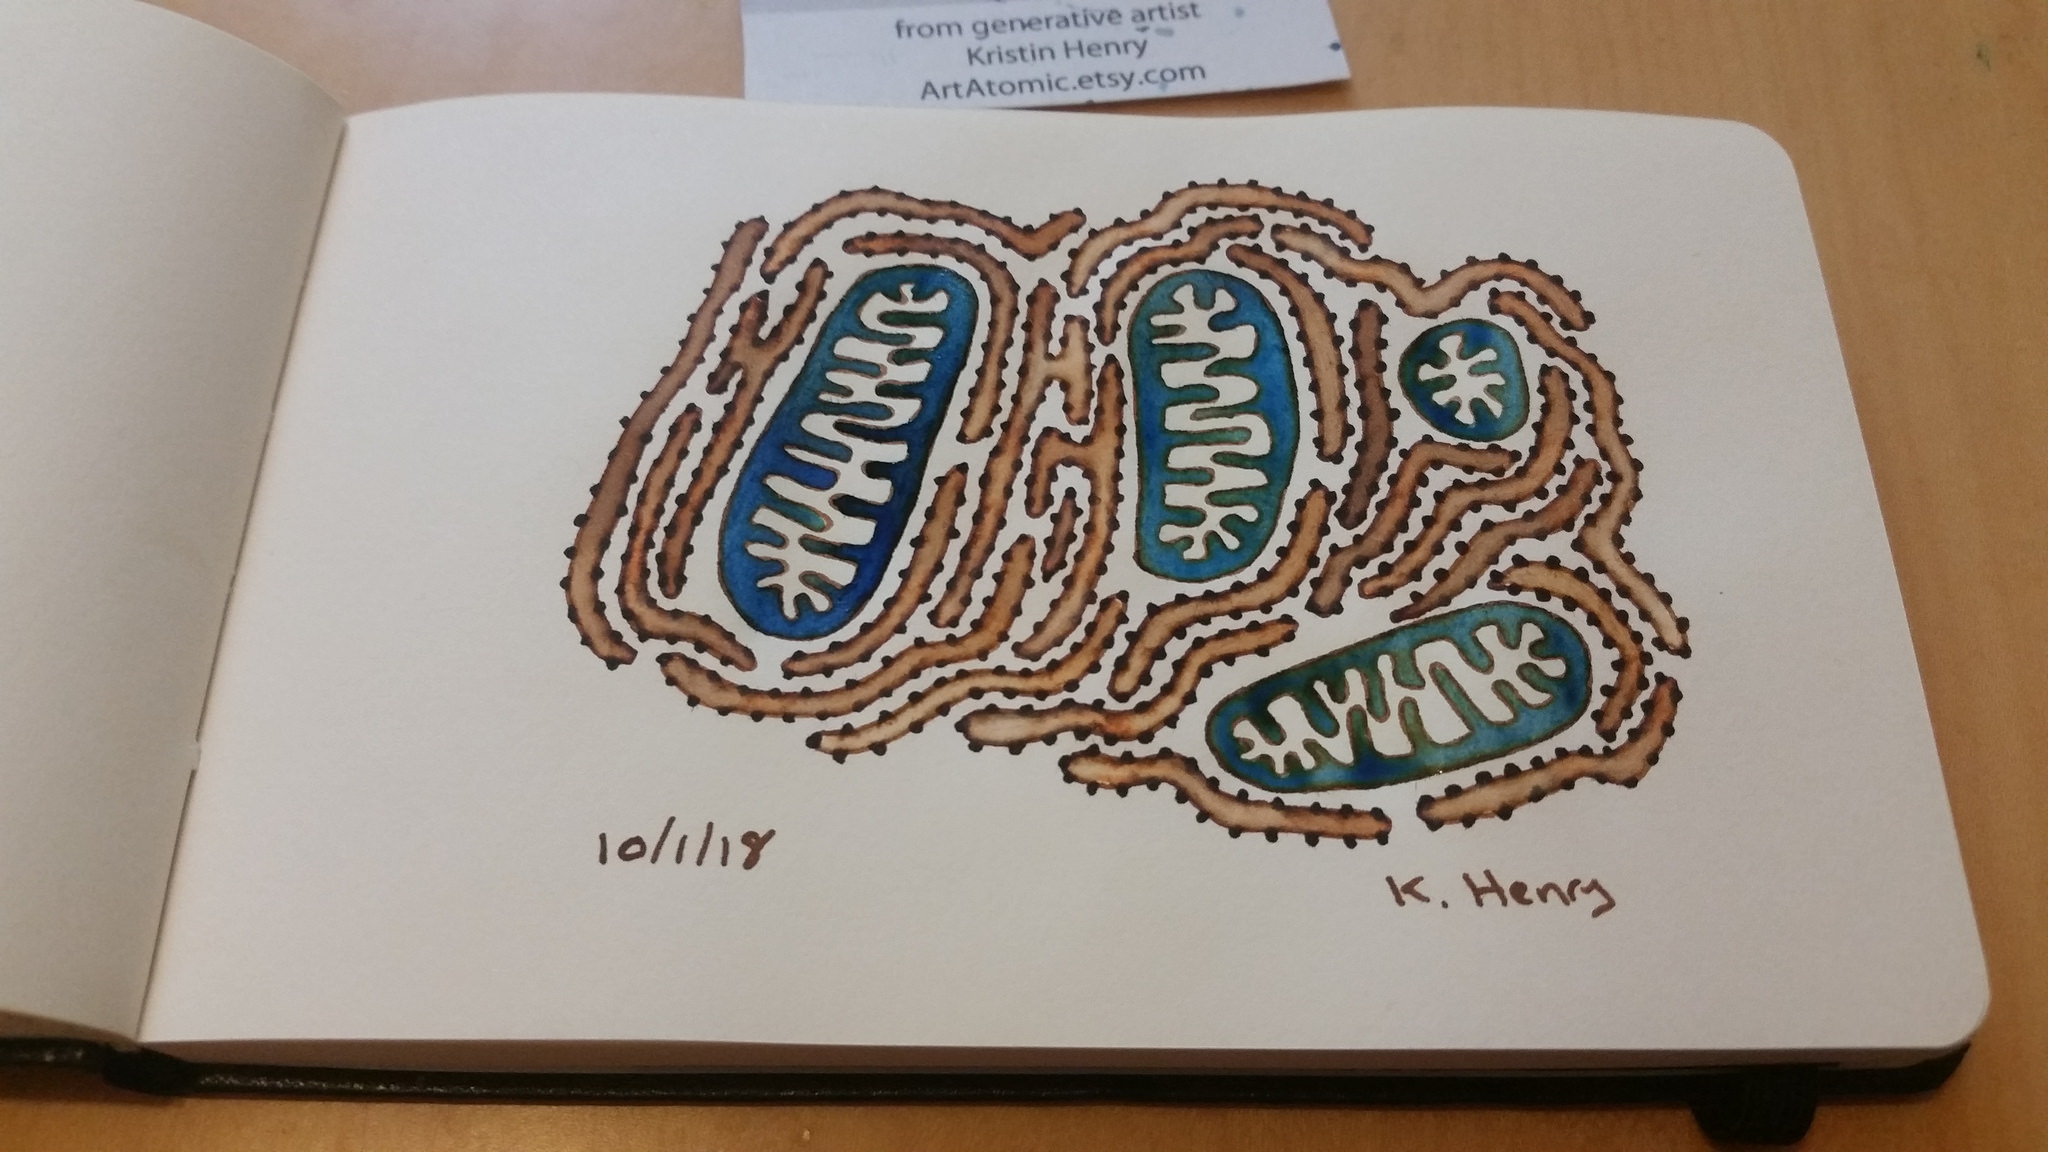 from generative artist
Kristin Henry
ArtAtomic.etsy.com
10/1/18
K. Henry